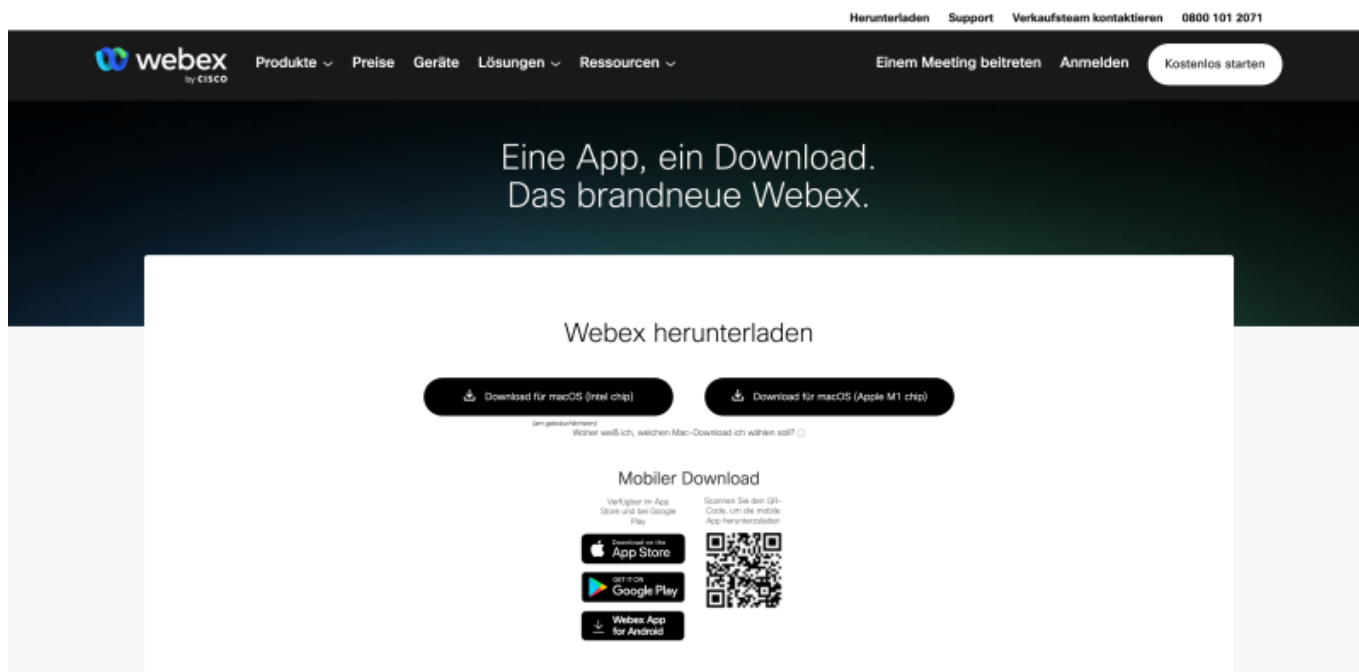 Herunterladen Support Verkaufsteam kontaktieren 0800 101 2071
webex by CISCO Produkte Preise Geräte Lösungen Ressourcen Einem Meeting beitreten Anmelden Kostenlos starten
Eine App, ein Download.
Das brandneue Webex.
Webex herunterladen
Download für macOS (Intel chip) Download für macOS (Apple M1 chip)
(am gebräuchlichsten)
Woher weiß ich, welchen Mac-Download ich wählen soll?
Mobiler Download
Verfügbar im App
Store und bei Google
Play
Scannen Sie den QR-
Code, um die mobile
App herunterzuladen
Download on the
App Store
GET IT ON
Google Play
Webex App
for Android